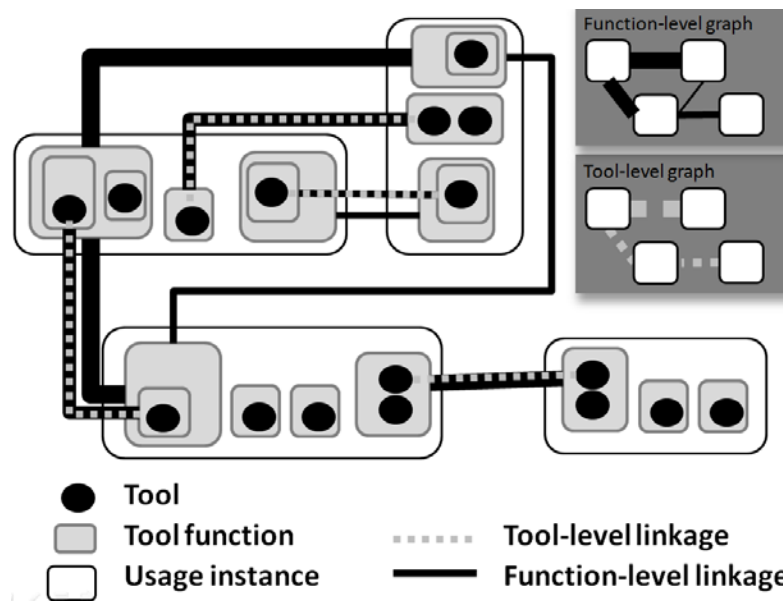 Function-level graph
Tool-level graph
Tool
Tool function
Tool-level linkage
Usage instance
Function-level linkage